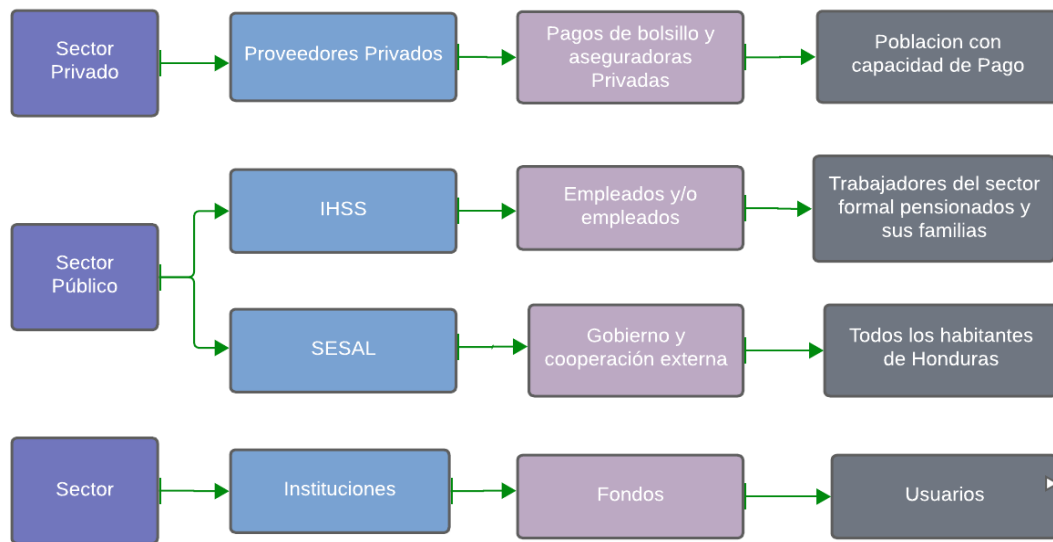 Sector
Privado
Proveedores Privados
Pagos de bolsillo y
aseguradoras
Privadas
Poblacion con
capacidad de Pago
Sector
Público
IHSS
Empleados y/o
empleados
Trabajadores del sector
formal pensionados y
sus familias
SESAL
Gobierno y
cooperación externa
Todos los habitantes
de Honduras
Sector
Instituciones
Fondos
Usuarios